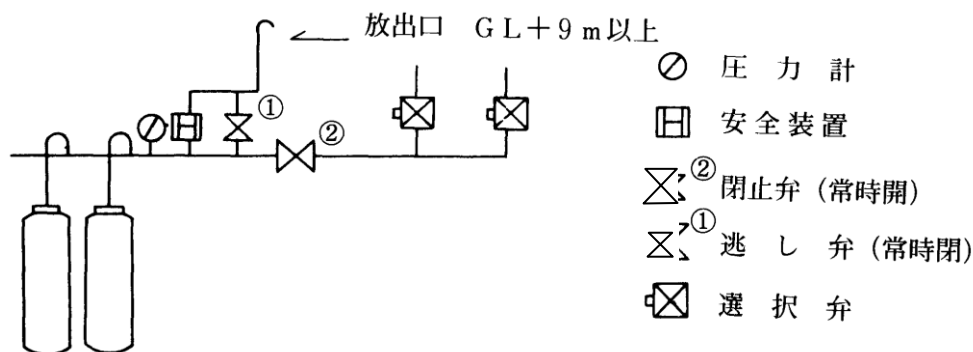 放出口 GL+9m以上
①
②
圧力計
安全装置
②閉止弁(常時開)
①逃し弁(常時閉)
選択弁